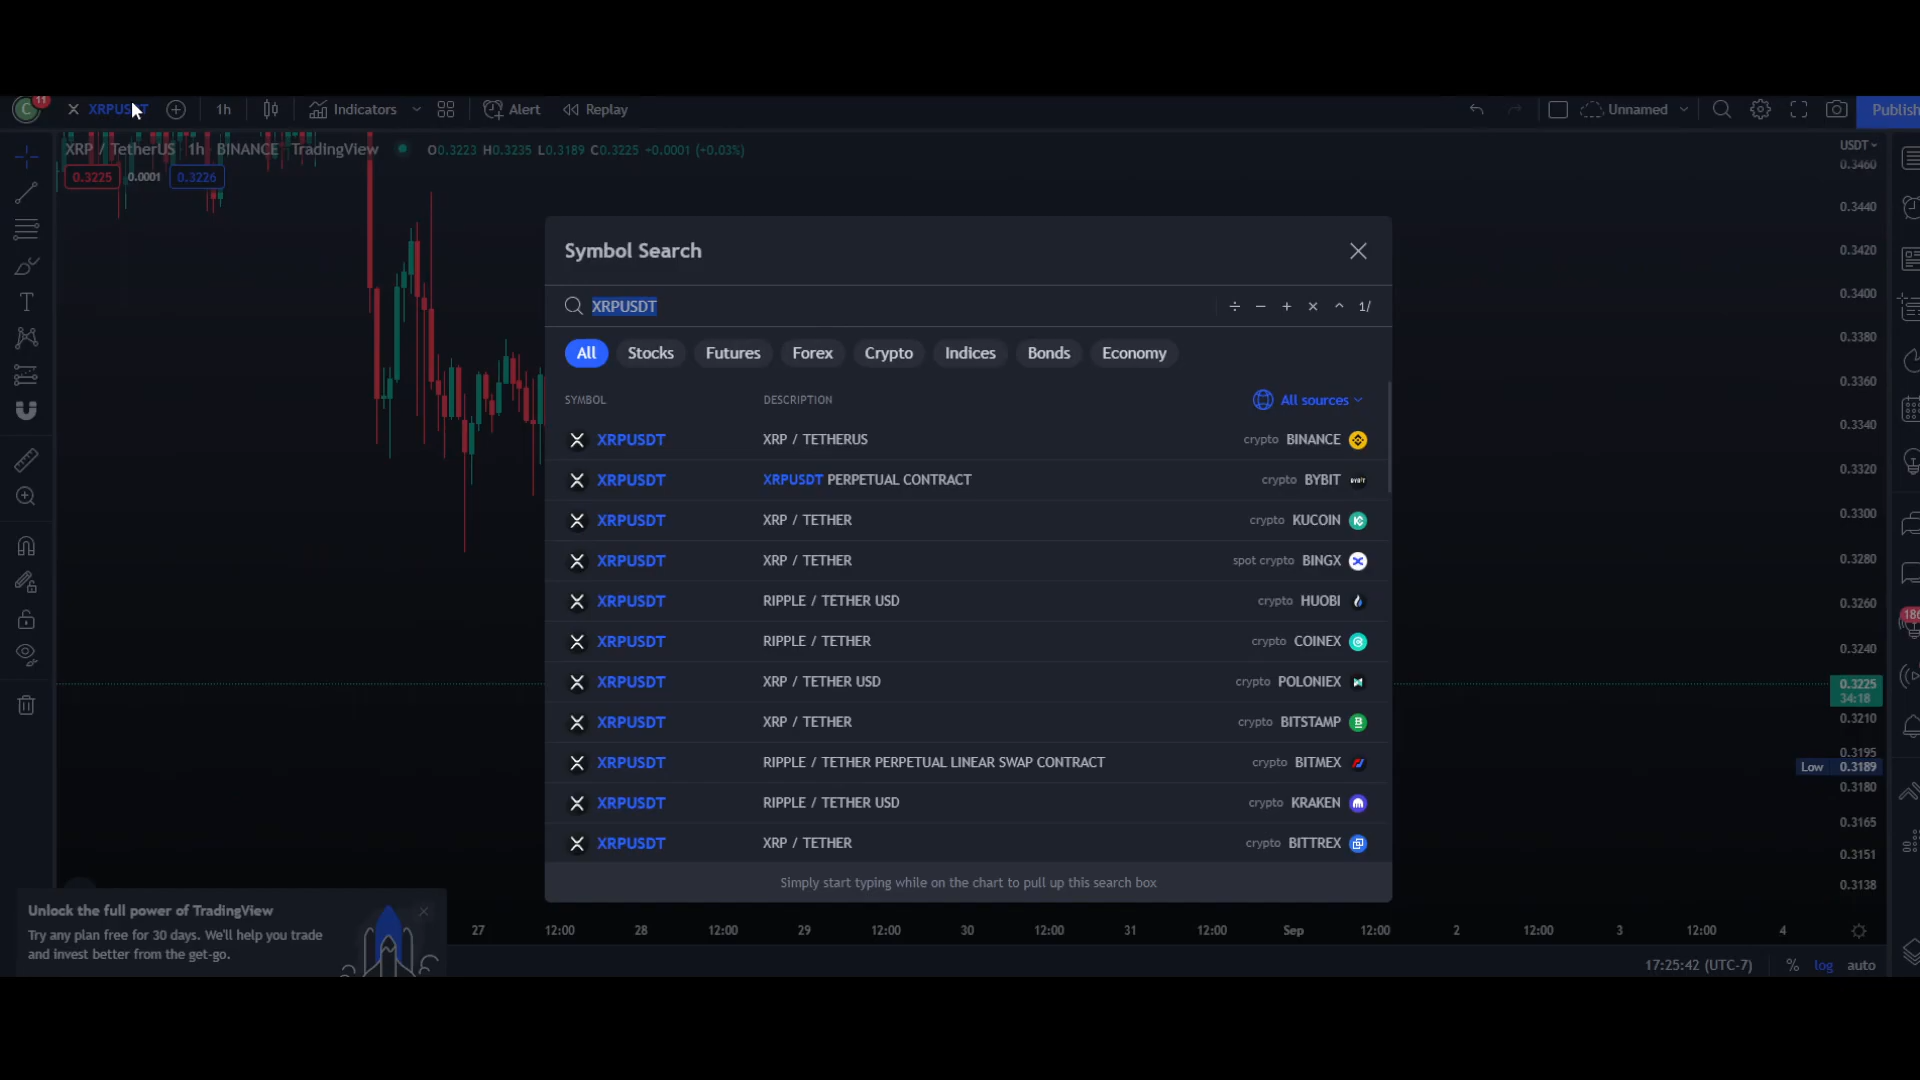 C 11 XRPUSDT 1h Indicators Alert Replay Unnamed Publish
XRP / TetherUS 1h BINANCE TradingView O0.3223 H0.3235 L0.3189 C0.3225 +0.0001 (+0.03%)
0.3225 0.0001 0.3226
USDT
0.3460
0.3440
0.3420
0.3400
0.3380
0.3360
0.3340
0.3320
0.3300
0.3280
0.3260
0.3240
0.3225
34:18
0.3210
0.3195
Low 0.3189
0.3180
0.3165
0.3151
0.3138
186
Symbol Search
XRPUSDT ÷ − + × ^ 1/
All Stocks Futures Forex Crypto Indices Bonds Economy
SYMBOL DESCRIPTION All sources
XRPUSDT XRP / TETHERUS crypto BINANCE
XRPUSDT XRPUSDT PERPETUAL CONTRACT crypto BYBIT
XRPUSDT XRP / TETHER crypto KUCOIN
XRPUSDT XRP / TETHER spot crypto BINGX
XRPUSDT RIPPLE / TETHER USD crypto HUOBI
XRPUSDT RIPPLE / TETHER crypto COINEX
XRPUSDT XRP / TETHER USD crypto POLONIEX
XRPUSDT XRP / TETHER crypto BITSTAMP
XRPUSDT RIPPLE / TETHER PERPETUAL LINEAR SWAP CONTRACT crypto BITMEX
XRPUSDT RIPPLE / TETHER USD crypto KRAKEN
XRPUSDT XRP / TETHER crypto BITTREX
Simply start typing while on the chart to pull up this search box
Unlock the full power of TradingView
Try any plan free for 30 days. We'll help you trade
and invest better from the get-go.
27 12:00 28 12:00 29 12:00 30 12:00 31 12:00 Sep 12:00 2 12:00 3 12:00 4
17:25:42 (UTC-7) % log auto